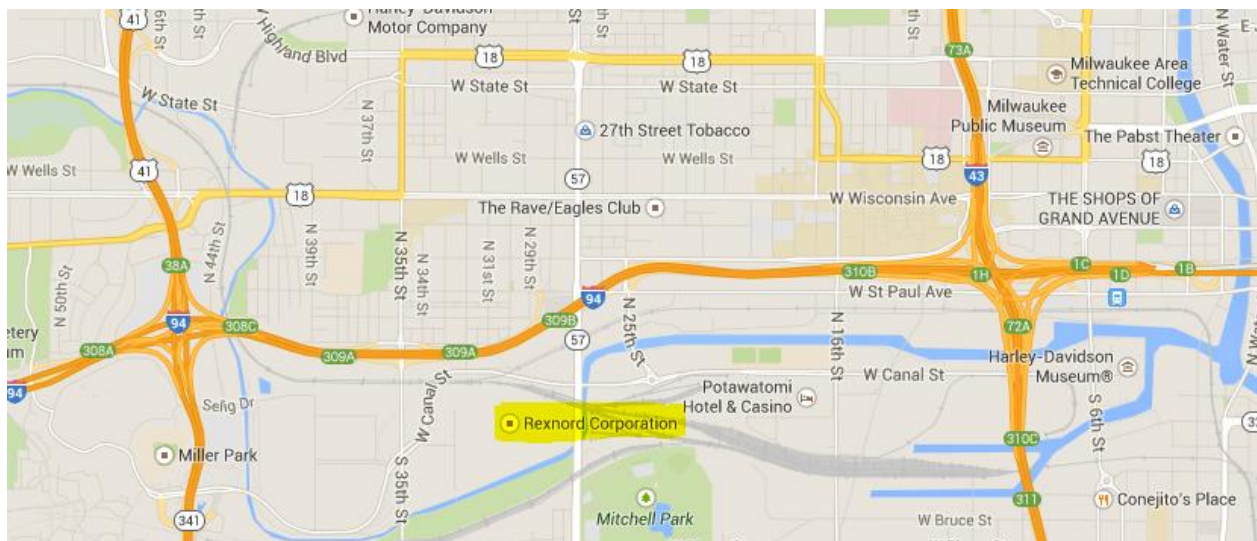 Harley-Davidson
Motor Company
41
N 6th St
W Highland Blvd
18
18
W State St
W State St
W State St
73A
Milwaukee Area
Technical College
N Water St
Milwaukee
Public Museum
The Pabst Theater
27th Street Tobacco
N 37th St
41
W Wells St
W Wells St
W Wells St
18
18
57
43
18
W Wisconsin Ave
The Rave/Eagles Club
THE SHOPS OF
GRAND AVENUE
N 50th St
N 44th St
N 39th St
N 35th St
N 34th St
N 31st St
N 29th St
38A
310B
1H
1C
1D
1B
94
W St Paul Ave
94
308C
308A
309A
309A
309B
57
N 25th St
N 16th St
72A
Harley-Davidson
Museum®
94
W Canal St
W Canal St
Potawatomi
Hotel & Casino
S 6th St
Rexnord Corporation
310C
Miller Park
S 35th St
311
Conejito's Place
341
Mitchell Park
W Bruce St